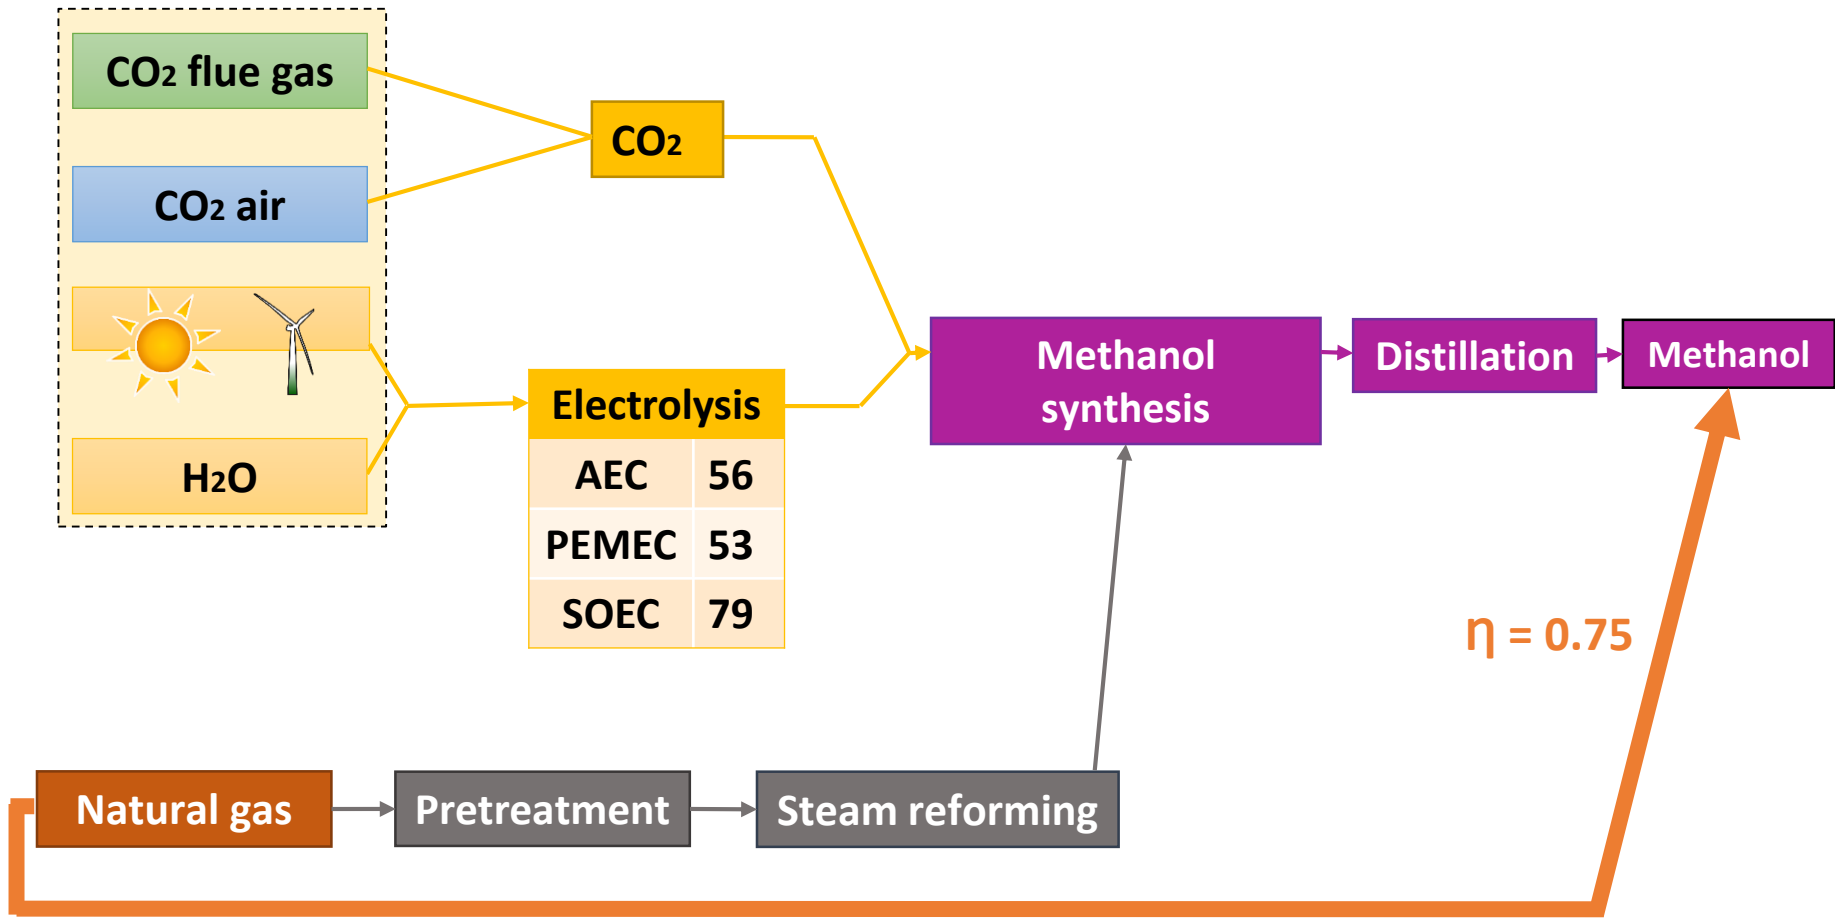 CO₂ flue gas
CO₂ air
H₂O
CO₂
Electrolysis
AEC 56
PEMEC 53
SOEC 79
Methanol
synthesis
Distillation
Methanol
η = 0.75
Natural gas
Pretreatment
Steam reforming